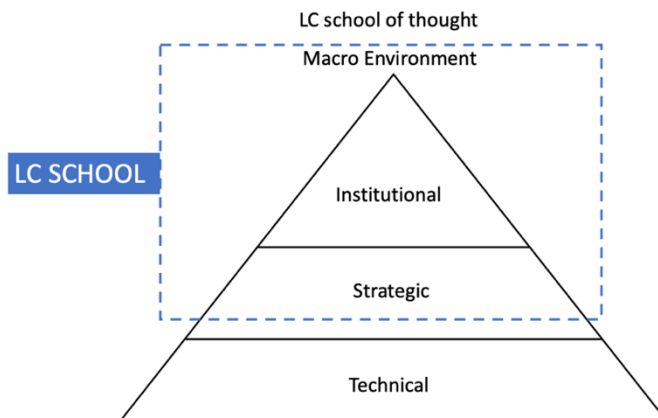 LC school of thought
Macro Environment
LC SCHOOL
Institutional
Strategic
Technical